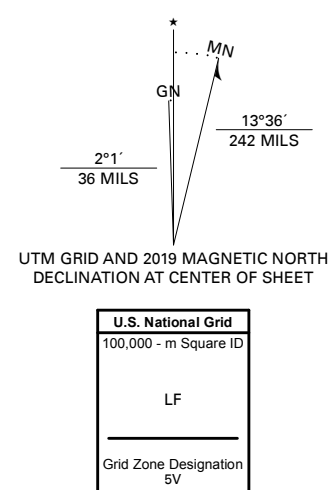 ★
MN
GN
13°36´
242 MILS
2°1´
36 MILS
UTM GRID AND 2019 MAGNETIC NORTH
DECLINATION AT CENTER OF SHEET
U.S. National Grid
100,000 - m Square ID
LF
Grid Zone Designation
5V